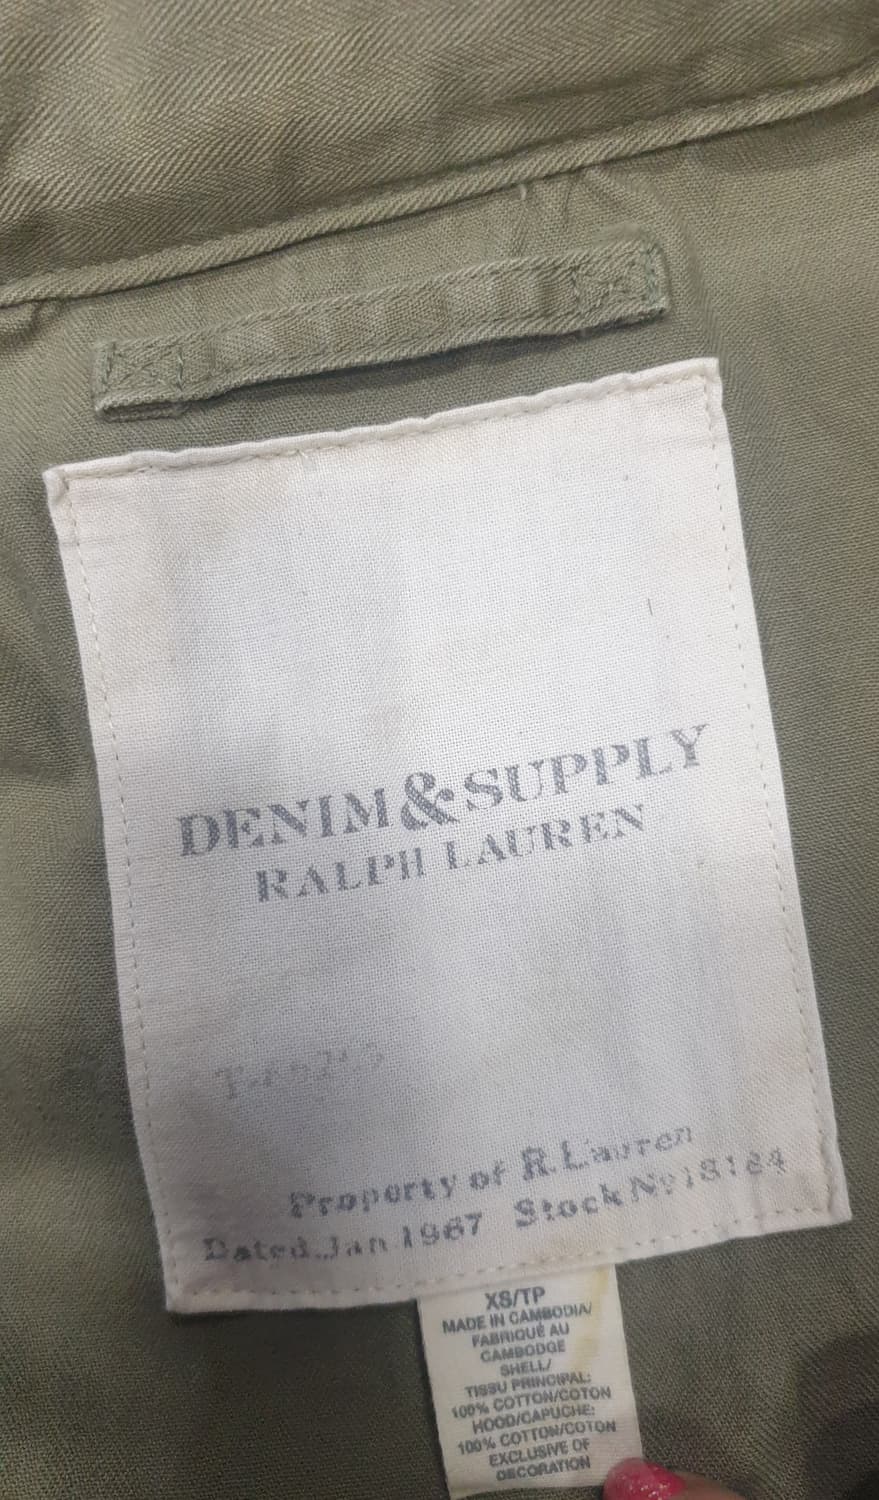 DENIM&SUPPLY
RALPH LAUREN
Property of R. Lauren
Dated Jan 1967 Stock No 18184
XS/TP
MADE IN CAMBODIA/
FABRIQUÉ AU
CAMBODGE
SHELL/
TISSU PRINCIPAL:
100% COTTON/COTON
HOOD/CAPUCHE:
100% COTTON/COTON
EXCLUSIVE OF
DECORATION